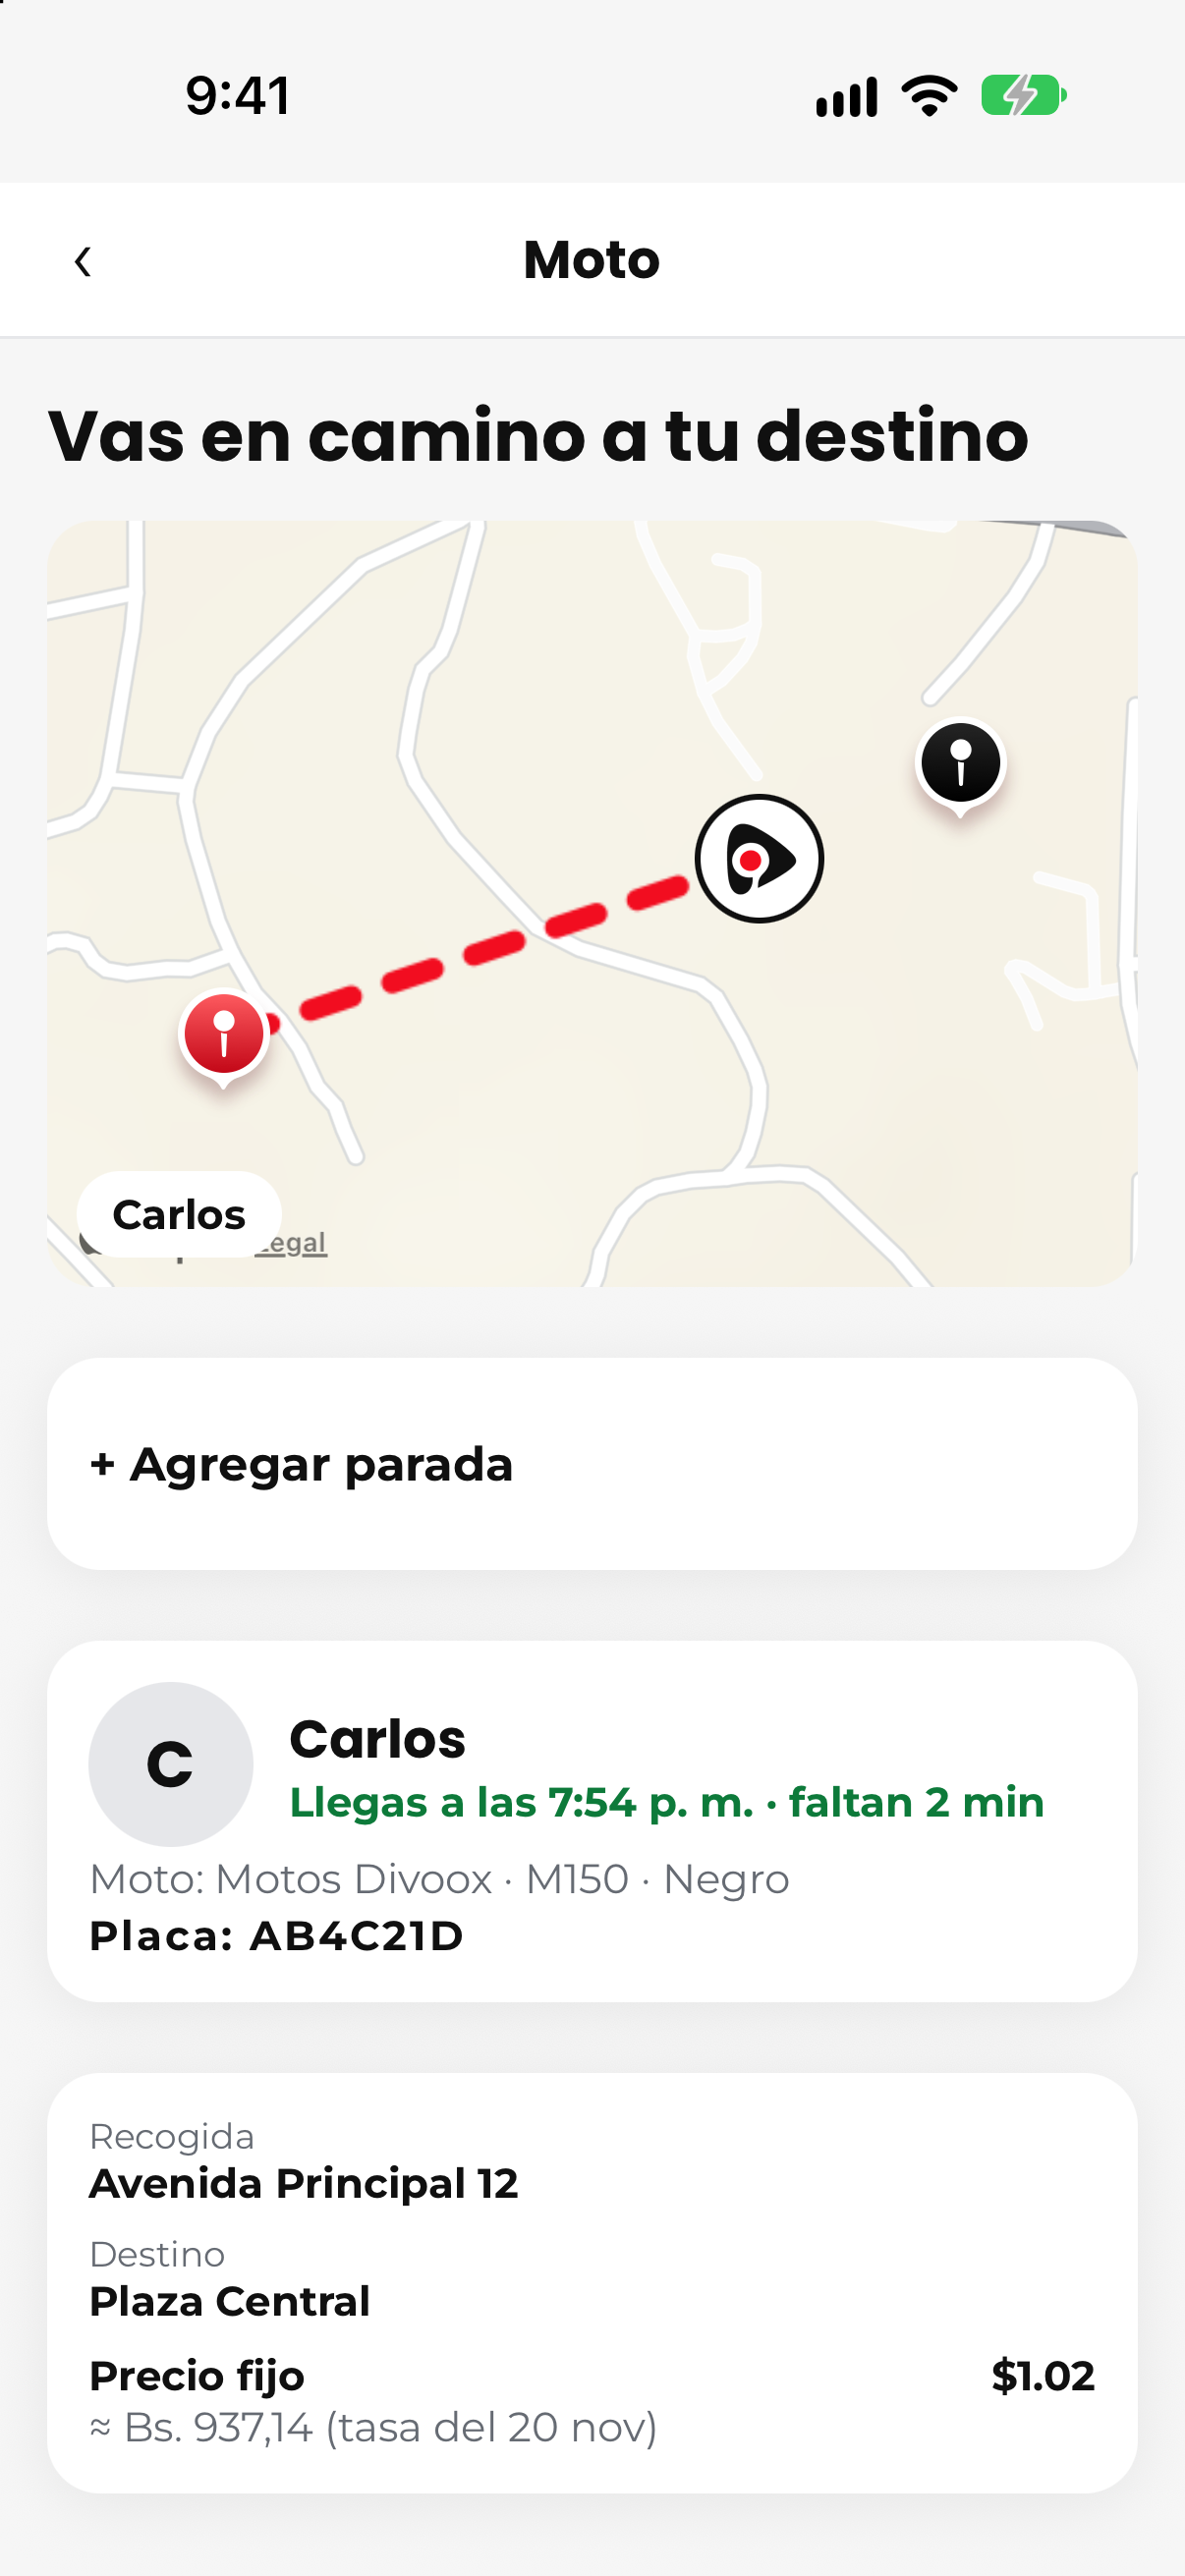 9:41
‹
Moto
Vas en camino a tu destino
Carlos
+ Agregar parada
C
Carlos
Llegas a las 7:54 p. m. · faltan 2 min
Moto: Motos Divoox · M150 · Negro
Placa: AB4C21D
Recogida
Avenida Principal 12
Destino
Plaza Central
Precio fijo $1.02
≈ Bs. 937,14 (tasa del 20 nov)